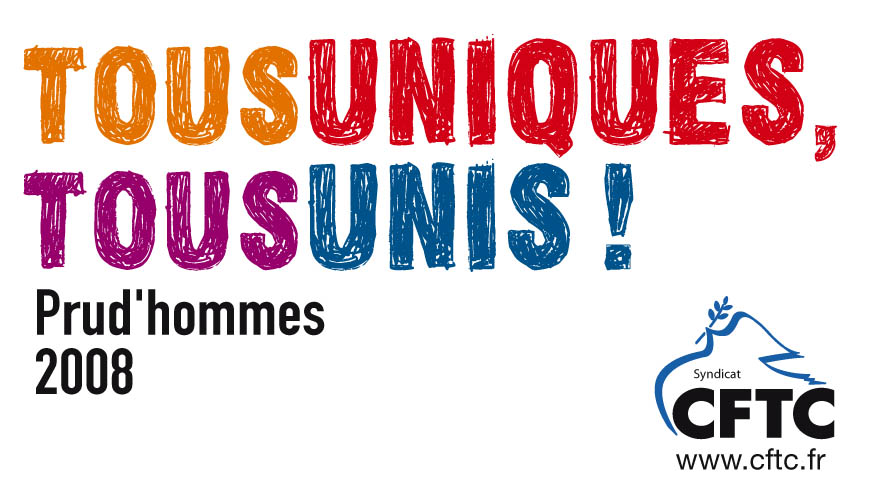 TOUSUNIQUES,
TOUSUNIS !
Prud'hommes
2008
Syndicat
CFTC
www.cftc.fr